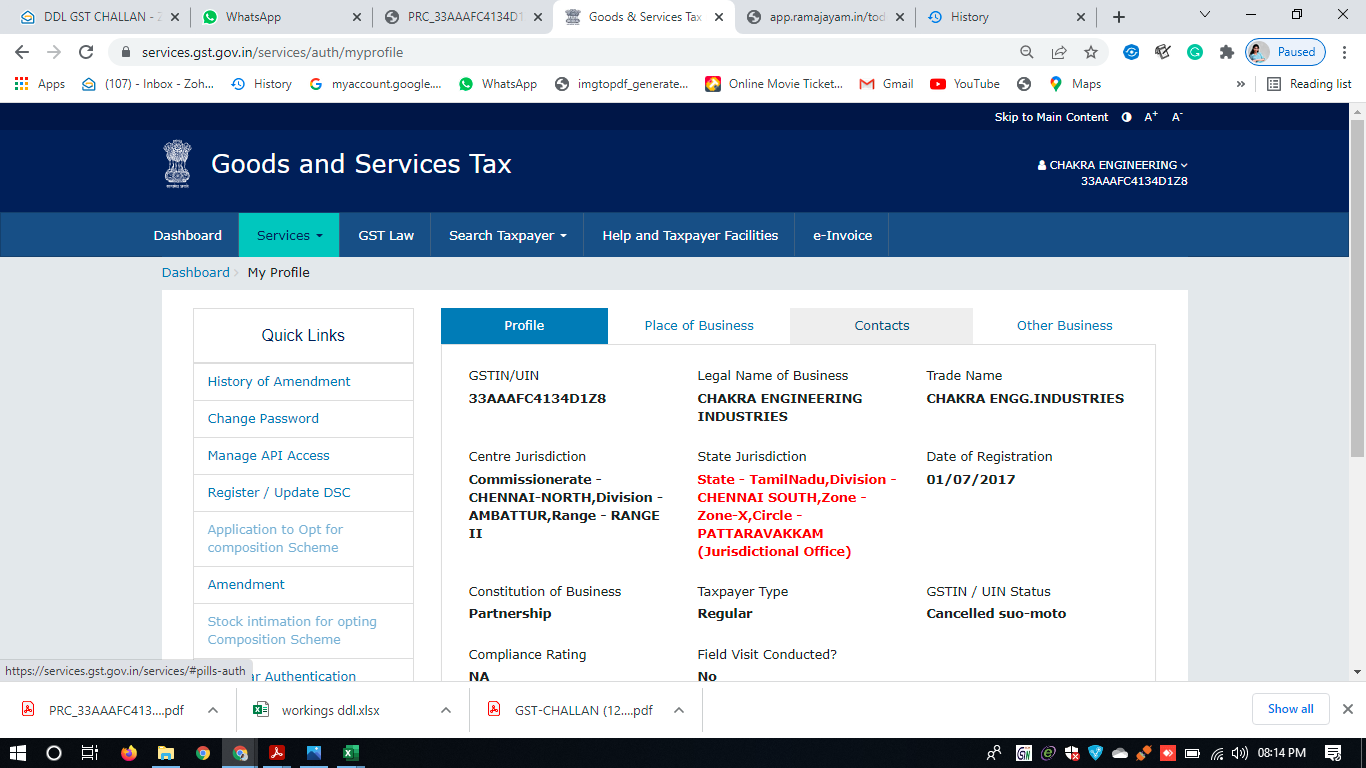 DDL GST CHALLAN - Z
WhatsApp
PRC_33AAAFC4134D1
Goods & Services Tax
app.ramajayam.in/tod
History
services.gst.gov.in/services/auth/myprofile
Paused
Apps
(107) - Inbox - Zoh...
History
myaccount.google....
WhatsApp
imgtopdf_generate...
Online Movie Ticket...
Gmail
YouTube
Maps
»
Reading list
Skip to Main Content
A+
A-
Goods and Services Tax
CHAKRA ENGINEERING
33AAAFC4134D1Z8
Dashboard
Services
GST Law
Search Taxpayer
Help and Taxpayer Facilities
e-Invoice
Dashboard
My Profile
Quick Links
History of Amendment
Change Password
Manage API Access
Register / Update DSC
Application to Opt for
composition Scheme
Amendment
Stock intimation for opting
Composition Scheme
ar Authentication
Profile
Place of Business
Contacts
Other Business
GSTIN/UIN
33AAAFC4134D1Z8
Legal Name of Business
CHAKRA ENGINEERING
INDUSTRIES
Trade Name
CHAKRA ENGG.INDUSTRIES
Centre Jurisdiction
Commissionerate -
CHENNAI-NORTH,Division -
AMBATTUR,Range - RANGE
II
State Jurisdiction
State - TamilNadu,Division -
CHENNAI SOUTH,Zone -
Zone-X,Circle -
PATTARAVAKKAM
(Jurisdictional Office)
Date of Registration
01/07/2017
Constitution of Business
Partnership
Taxpayer Type
Regular
GSTIN / UIN Status
Cancelled suo-moto
Compliance Rating
NA
Field Visit Conducted?
No
https://services.gst.gov.in/services/#pills-auth
PRC_33AAAFC413....pdf
workings ddl.xlsx
GST-CHALLAN (12....pdf
Show all
08:14 PM